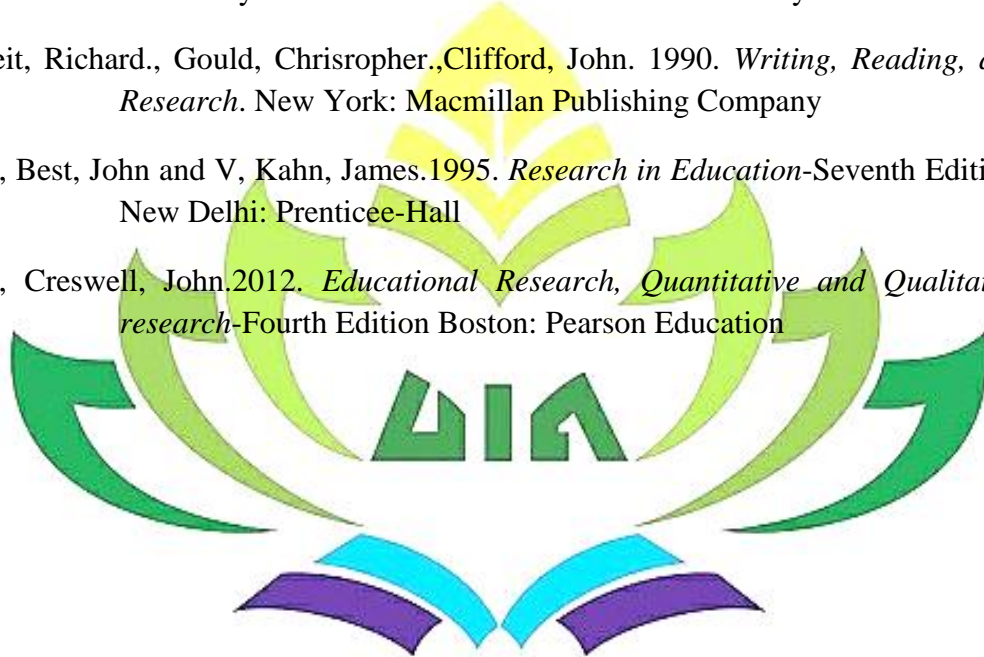 eit, Richard., Gould, Chrisropher.,Clifford, John. 1990. Writing, Reading,
Research. New York: Macmillan Publishing Company
, Best, John and V, Kahn, James.1995. Research in Education-Seventh Editi
New Delhi: Prenticee-Hall
, Creswell, John.2012. Educational Research, Quantitative and Qualitat
research-Fourth Edition Boston: Pearson Education
UIN